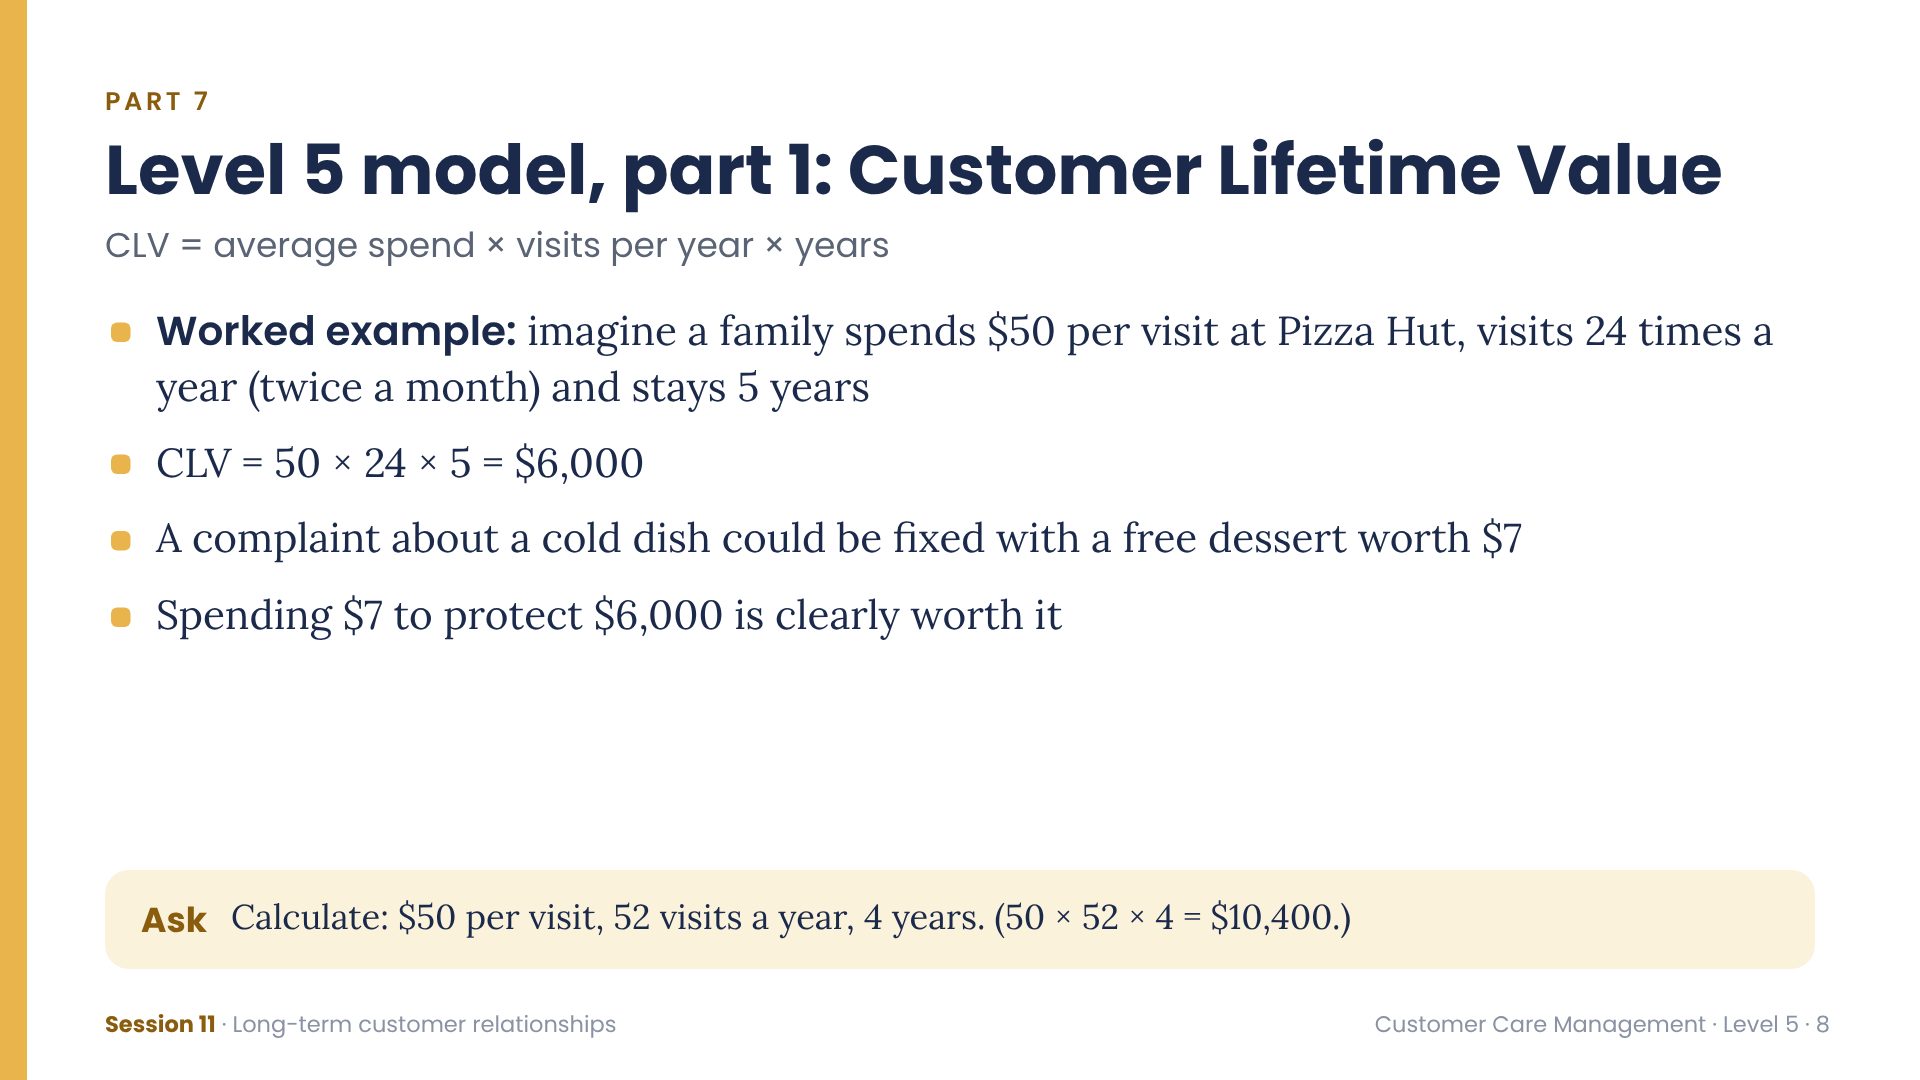 PART 7
Level 5 model, part 1: Customer Lifetime Value
CLV = average spend × visits per year × years
Worked example: imagine a family spends $50 per visit at Pizza Hut, visits 24 times a
year (twice a month) and stays 5 years
CLV = 50 × 24 × 5 = $6,000
A complaint about a cold dish could be fixed with a free dessert worth $7
Spending $7 to protect $6,000 is clearly worth it
Ask Calculate: $50 per visit, 52 visits a year, 4 years. (50 × 52 × 4 = $10,400.)
Session 11 · Long-term customer relationships
Customer Care Management · Level 5 · 8